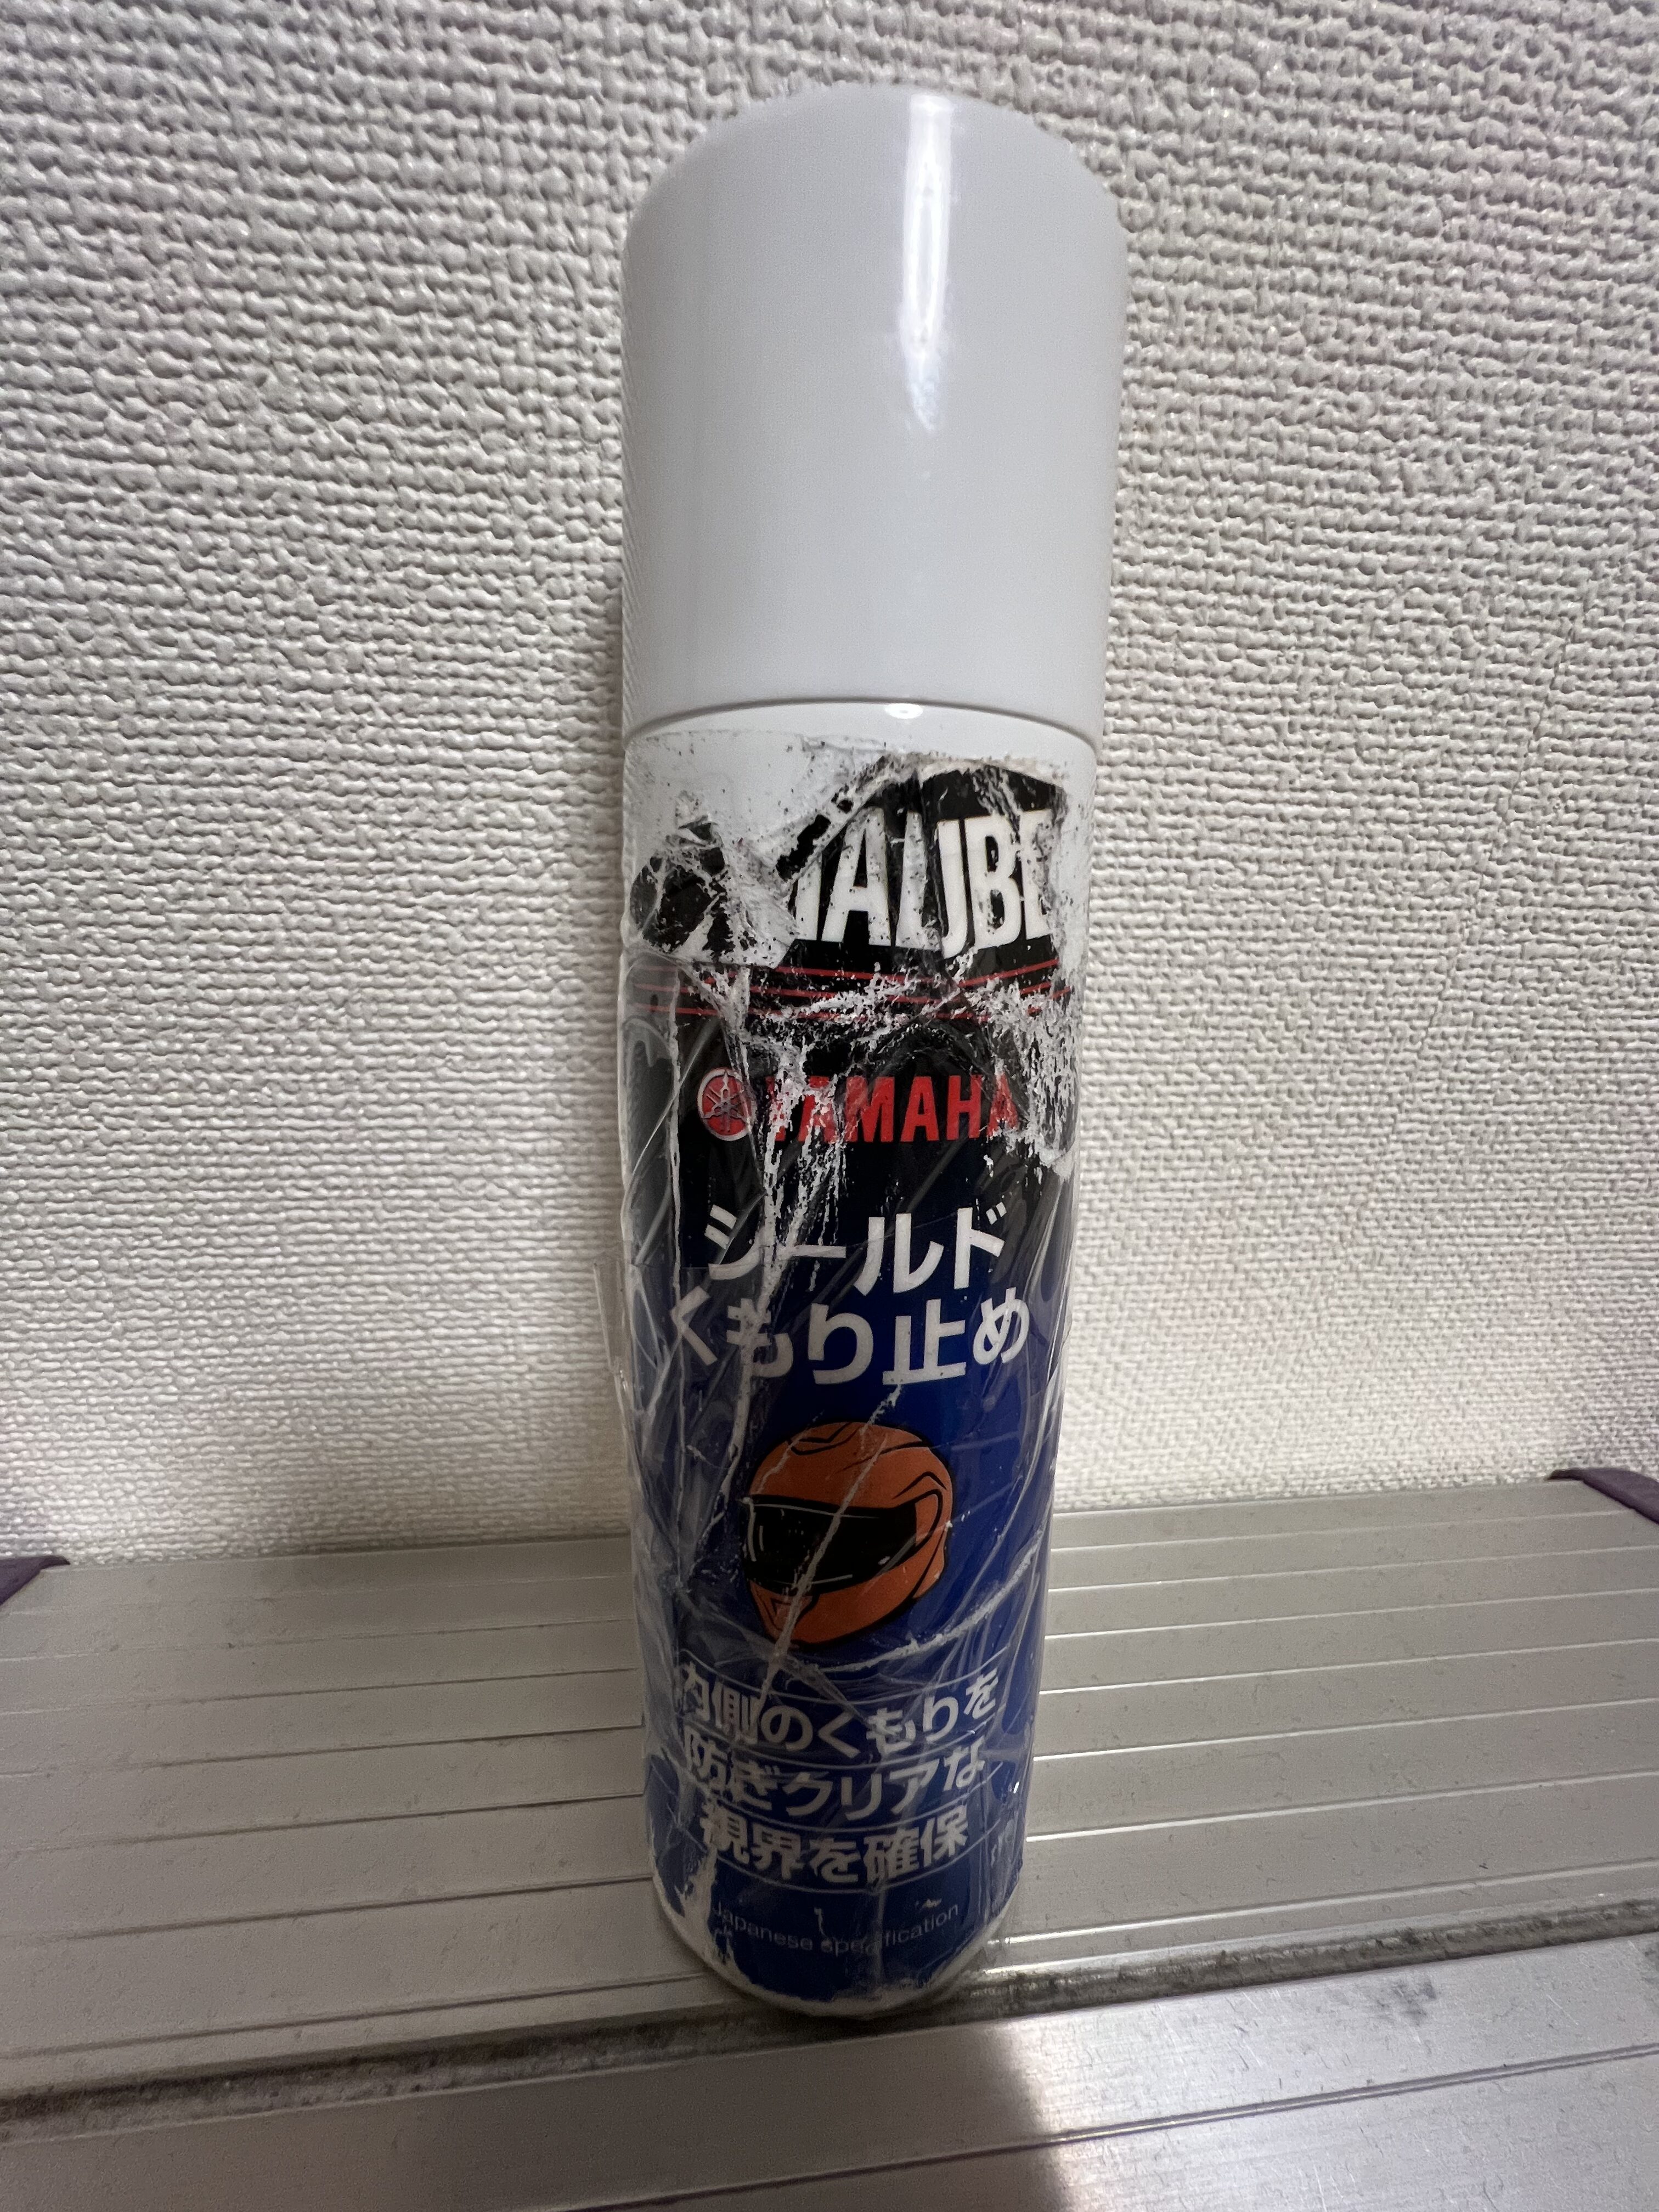 YAMAHA
シールド
くもり止め
内側のくもりを
防ぎクリアな
視界を確保
Japanese specification